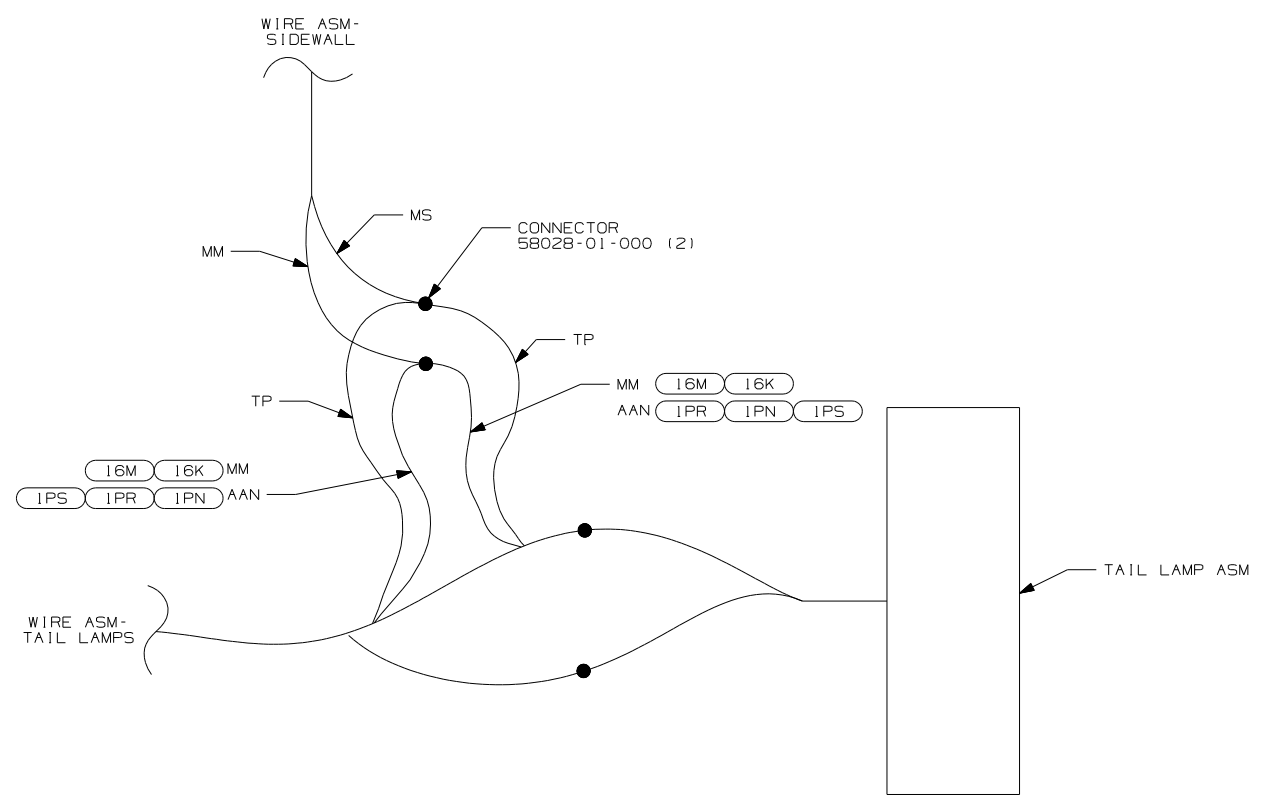 WIRE ASM-
SIDEWALL
MS
CONNECTOR
58028-01-000 (2)
MM
TP
MM 16M 16K
AAN 1PR 1PN 1PS
TP
16M 16K MM
1PS 1PR 1PN AAN
TAIL LAMP ASM
WIRE ASM-
TAIL LAMPS